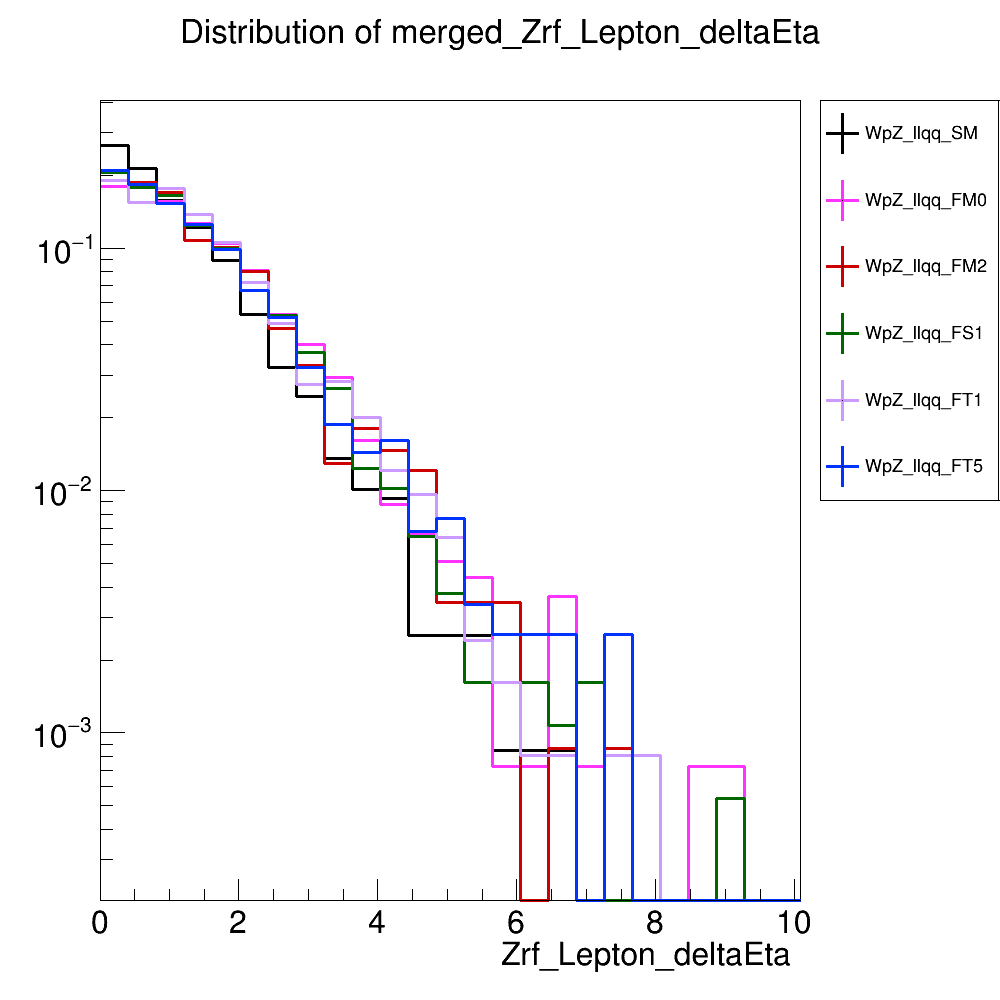 Distribution of merged_Zrf_Lepton_deltaEta
WpZ_llqq_SM
WpZ_llqq_FM0
WpZ_llqq_FM2
WpZ_llqq_FS1
WpZ_llqq_FT1
WpZ_llqq_FT5
10⁻¹
10⁻²
10⁻³
0 2 4 6 8 10
Zrf_Lepton_deltaEta